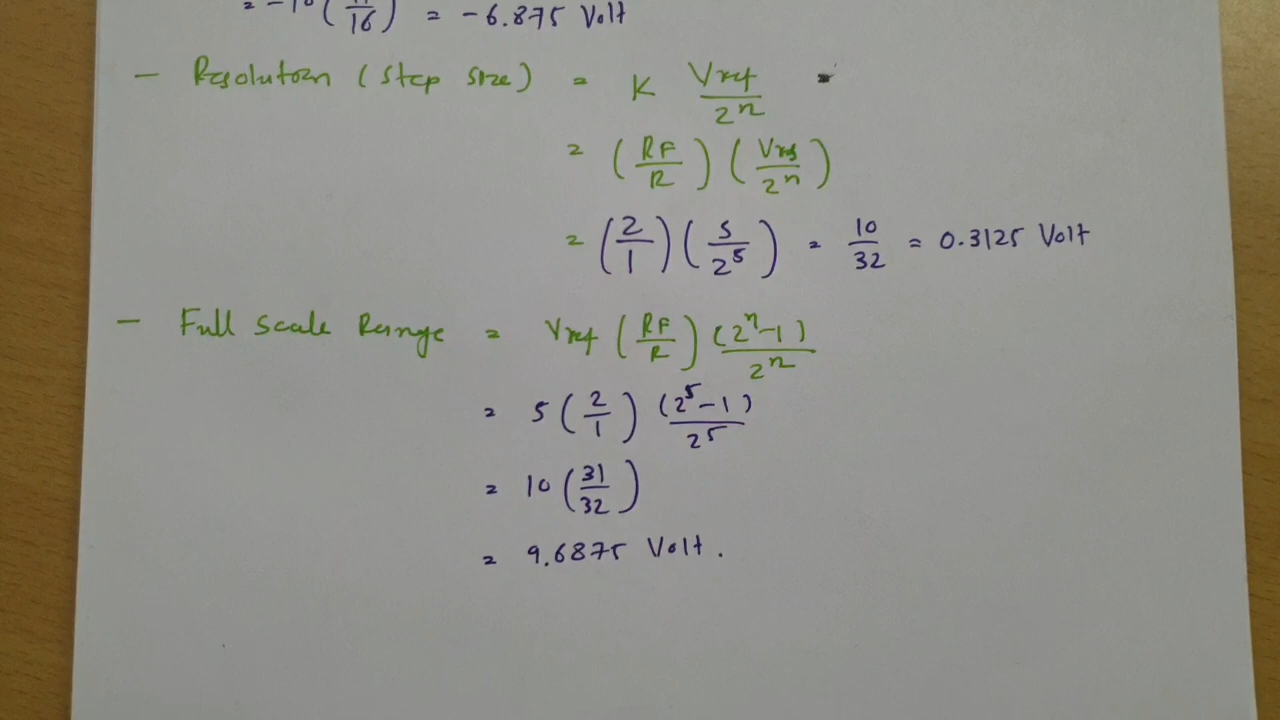 = -10 (11/16) = -6.875 Volt
- Resolution (step size) = K Vref/2^n
= (RF/R) (Vref/2^n)
= (2/1) (5/2^5) = 10/32 = 0.3125 Volt
- Full Scale Range = Vref (RF/R) (2^n-1)/2^n
= 5 (2/1) (2^5-1)/2^5
= 10 (31/32)
= 9.6875 Volt.